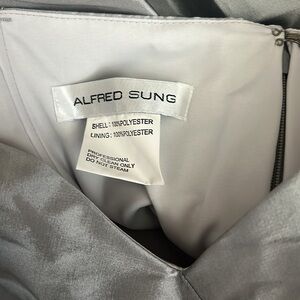 ALFRED SUNG
SHELL : 100%POLYESTER
LINING : 100%POLYESTER
PROFESSIONAL
DRY CLEAN ONLY
DO NOT STEAM